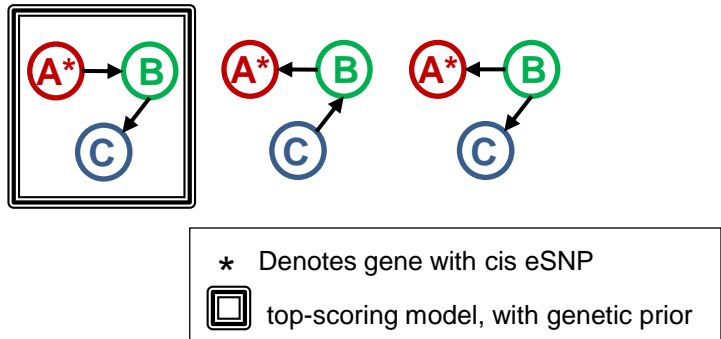 A* B A* B A* B
C C C
* Denotes gene with cis eSNP
top-scoring model, with genetic prior